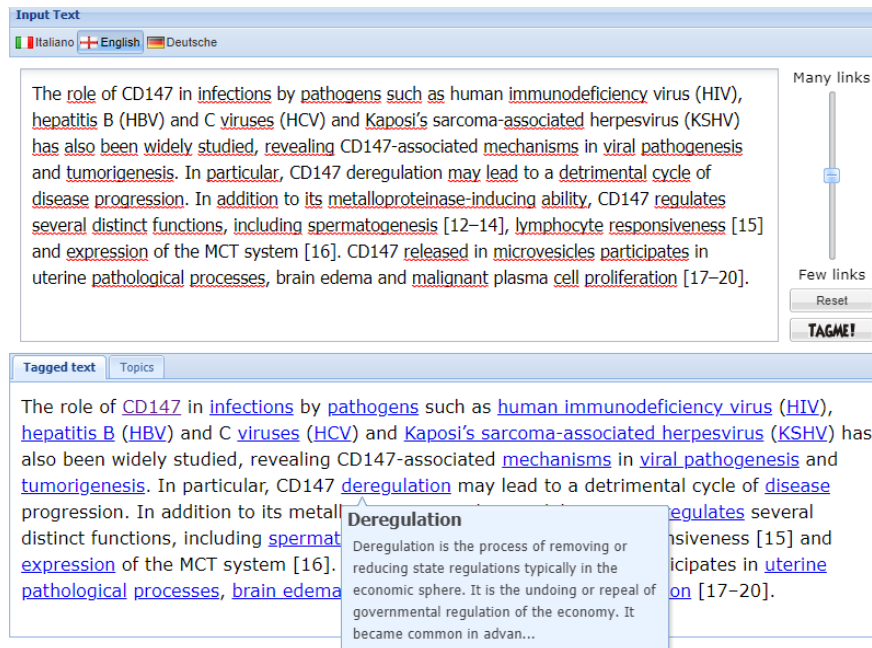 Input Text
Italiano English Deutsche
The role of CD147 in infections by pathogens such as human immunodeficiency virus (HIV),
hepatitis B (HBV) and C viruses (HCV) and Kaposi's sarcoma-associated herpesvirus (KSHV)
has also been widely studied, revealing CD147-associated mechanisms in viral pathogenesis
and tumorigenesis. In particular, CD147 deregulation may lead to a detrimental cycle of
disease progression. In addition to its metalloproteinase-inducing ability, CD147 regulates
several distinct functions, including spermatogenesis [12–14], lymphocyte responsiveness [15]
and expression of the MCT system [16]. CD147 released in microvesicles participates in
uterine pathological processes, brain edema and malignant plasma cell proliferation [17–20].
Many links
Few links
Reset
TAGME!
Tagged text Topics
The role of CD147 in infections by pathogens such as human immunodeficiency virus (HIV),
hepatitis B (HBV) and C viruses (HCV) and Kaposi's sarcoma-associated herpesvirus (KSHV) has
also been widely studied, revealing CD147-associated mechanisms in viral pathogenesis and
tumorigenesis. In particular, CD147 deregulation may lead to a detrimental cycle of disease
progression. In addition to its metall egulates several
distinct functions, including spermat siveness [15] and
expression of the MCT system [16]. icipates in uterine
pathological processes, brain edema on [17–20].
Deregulation
Deregulation is the process of removing or
reducing state regulations typically in the
economic sphere. It is the undoing or repeal of
governmental regulation of the economy. It
became common in advan...